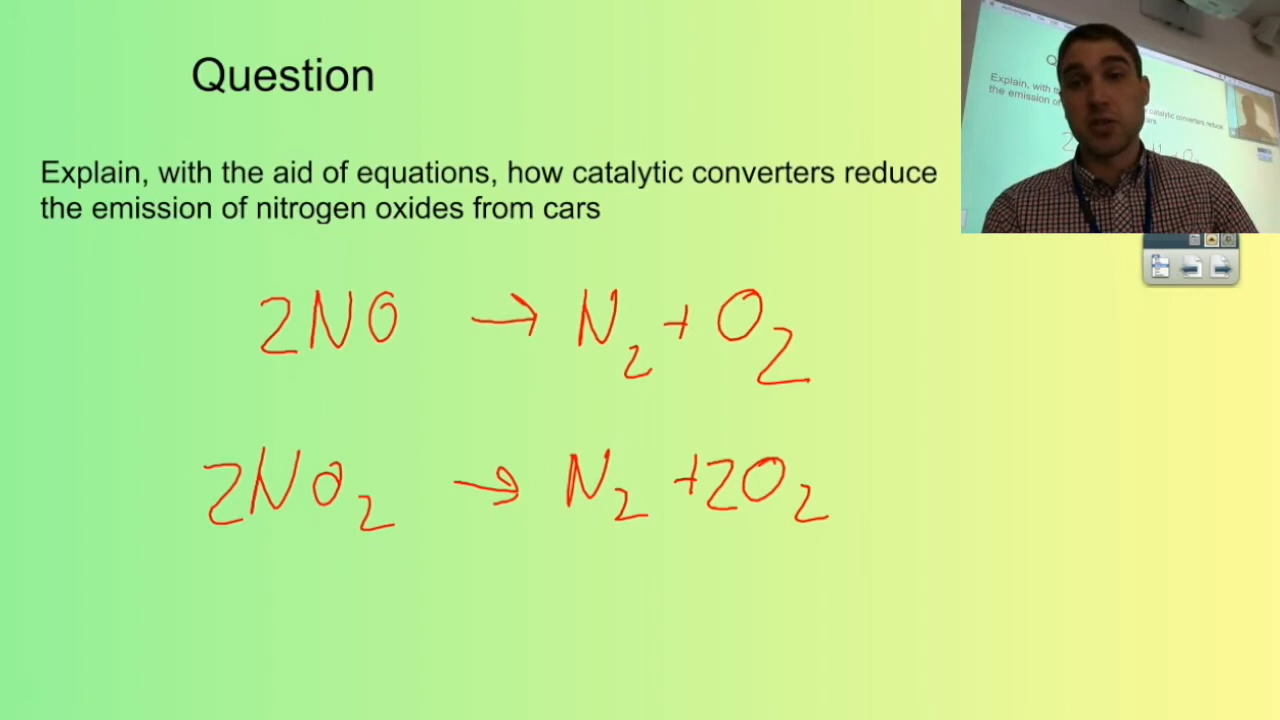 Question
Explain, with the aid of equations, how catalytic converters reduce
the emission of nitrogen oxides from cars
2NO → N₂ + O₂
2NO₂ → N₂ +2O₂